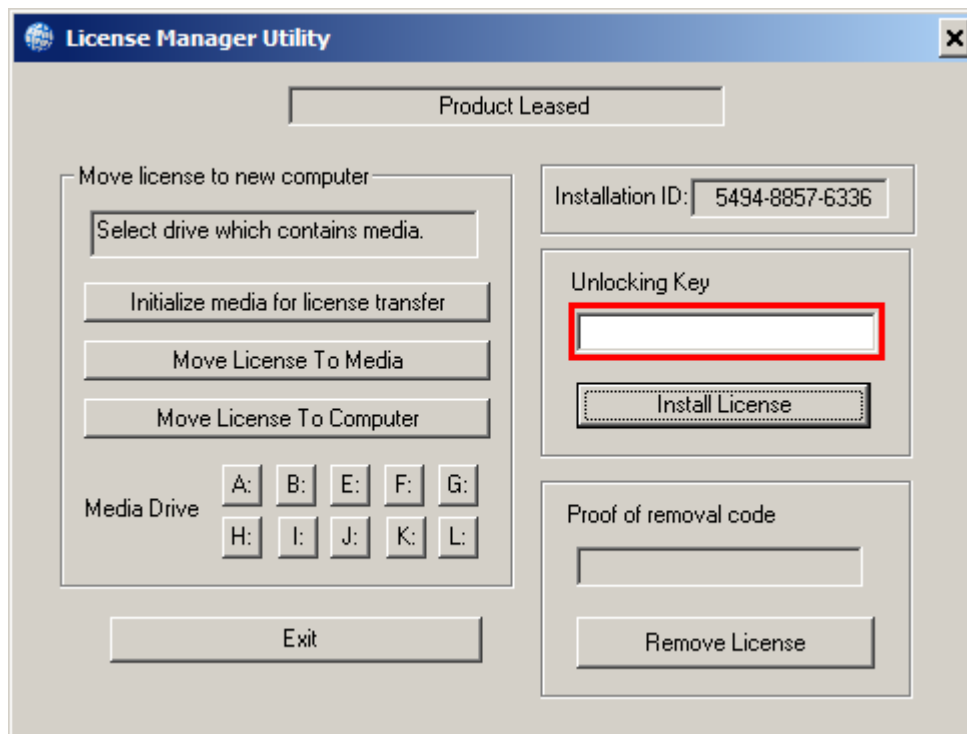 License Manager Utility
Product Leased
Move license to new computer
Select drive which contains media.
Initialize media for license transfer
Move License To Media
Move License To Computer
Media Drive
A: B: E: F: G:
H: I: J: K: L:
Exit
Installation ID: 5494-8857-6336
Unlocking Key
Install License
Proof of removal code
Remove License